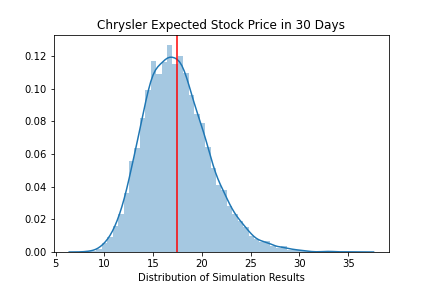 Chrysler Expected Stock Price in 30 Days
0.12
0.10
0.08
0.06
0.04
0.02
0.00
5 10 15 20 25 30 35
Distribution of Simulation Results